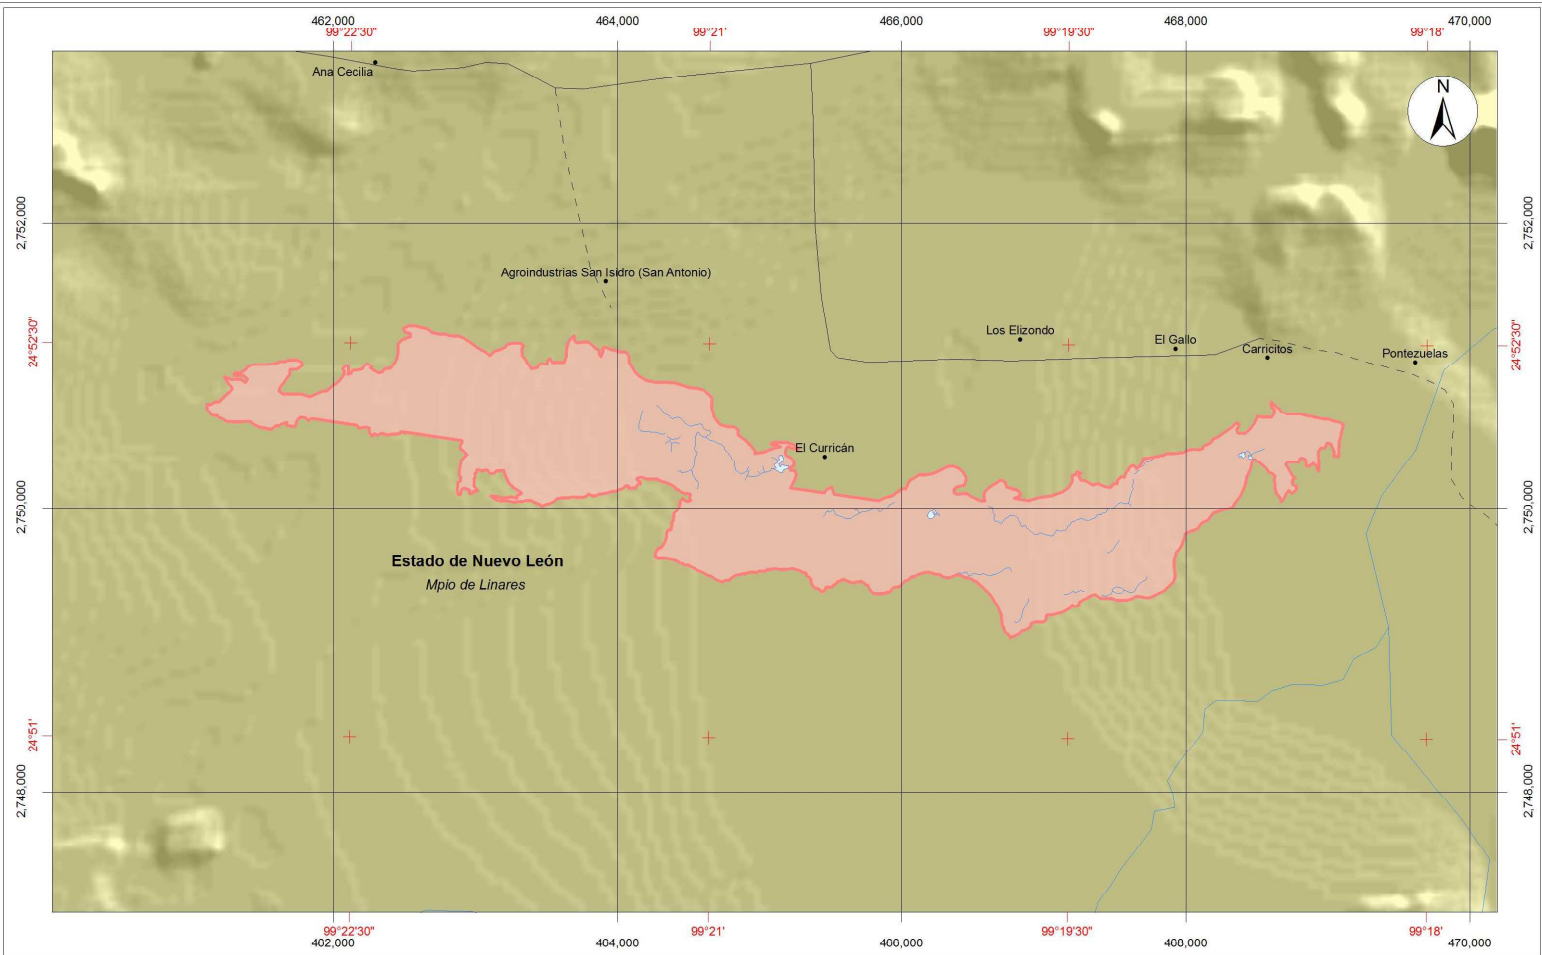 462,000
464,000
466,000
468,000
470,000
99°22'30"
99°21'
99°19'30"
99°18'
Ana Cecilia
N
2,752,000
2,752,000
Agroindustrias San Isidro (San Antonio)
24°52'30"
24°52'30"
Los Elizondo
El Gallo
Carricitos
Pontezuelas
El Curricán
2,750,000
2,750,000
Estado de Nuevo León
Mpio de Linares
24°51'
24°51'
2,748,000
2,748,000
99°22'30"
99°21'
99°19'30"
99°18'
402,000
404,000
400,000
408,000
470,000